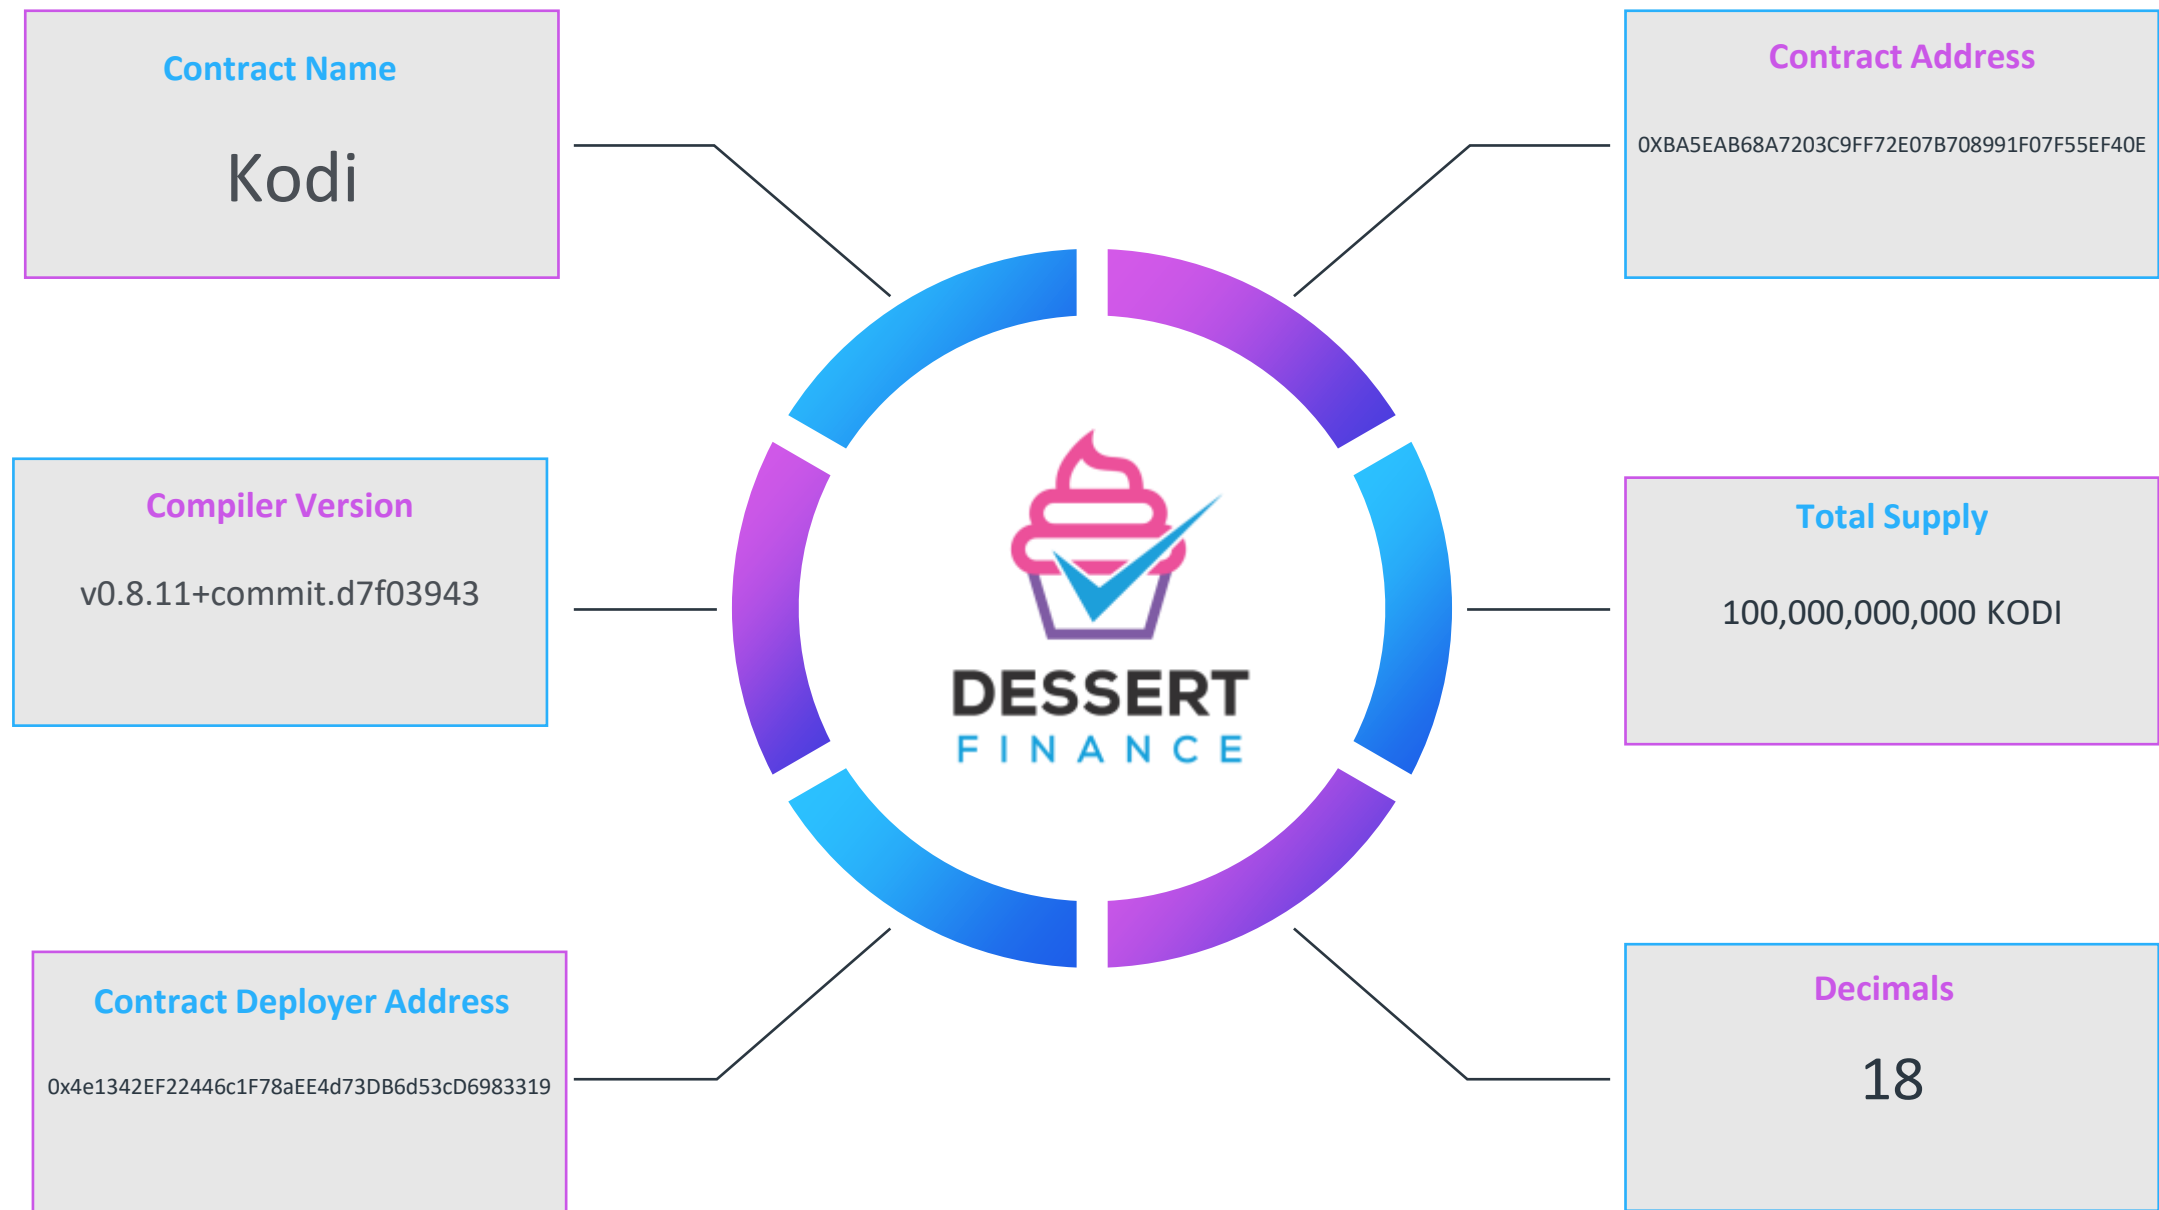 Contract Name
Kodi
Contract Address
0XBA5EAB68A7203C9FF72E07B708991F07F55EF40E
Compiler Version
v0.8.11+commit.d7f03943
DESSERT
FINANCE
Total Supply
100,000,000,000 KODI
Contract Deployer Address
0x4e1342EF22446c1F78aEE4d73DB6d53cD6983319
Decimals
18